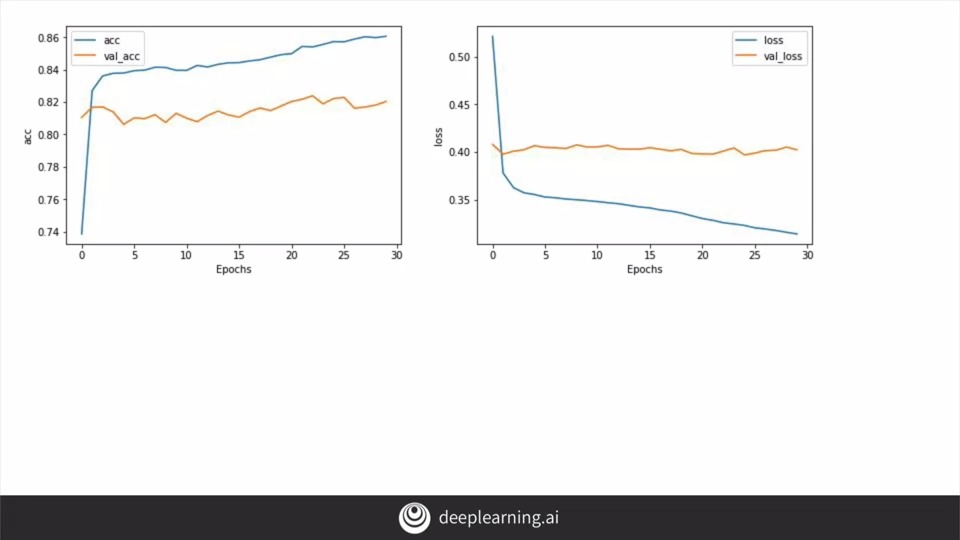 acc
val_acc
0.86
0.84
0.82
0.80
0.78
0.76
0.74
acc
0 5 10 15 20 25 30
Epochs
loss
val_loss
0.50
0.45
0.40
0.35
loss
0 5 10 15 20 25 30
Epochs
deeplearning.ai